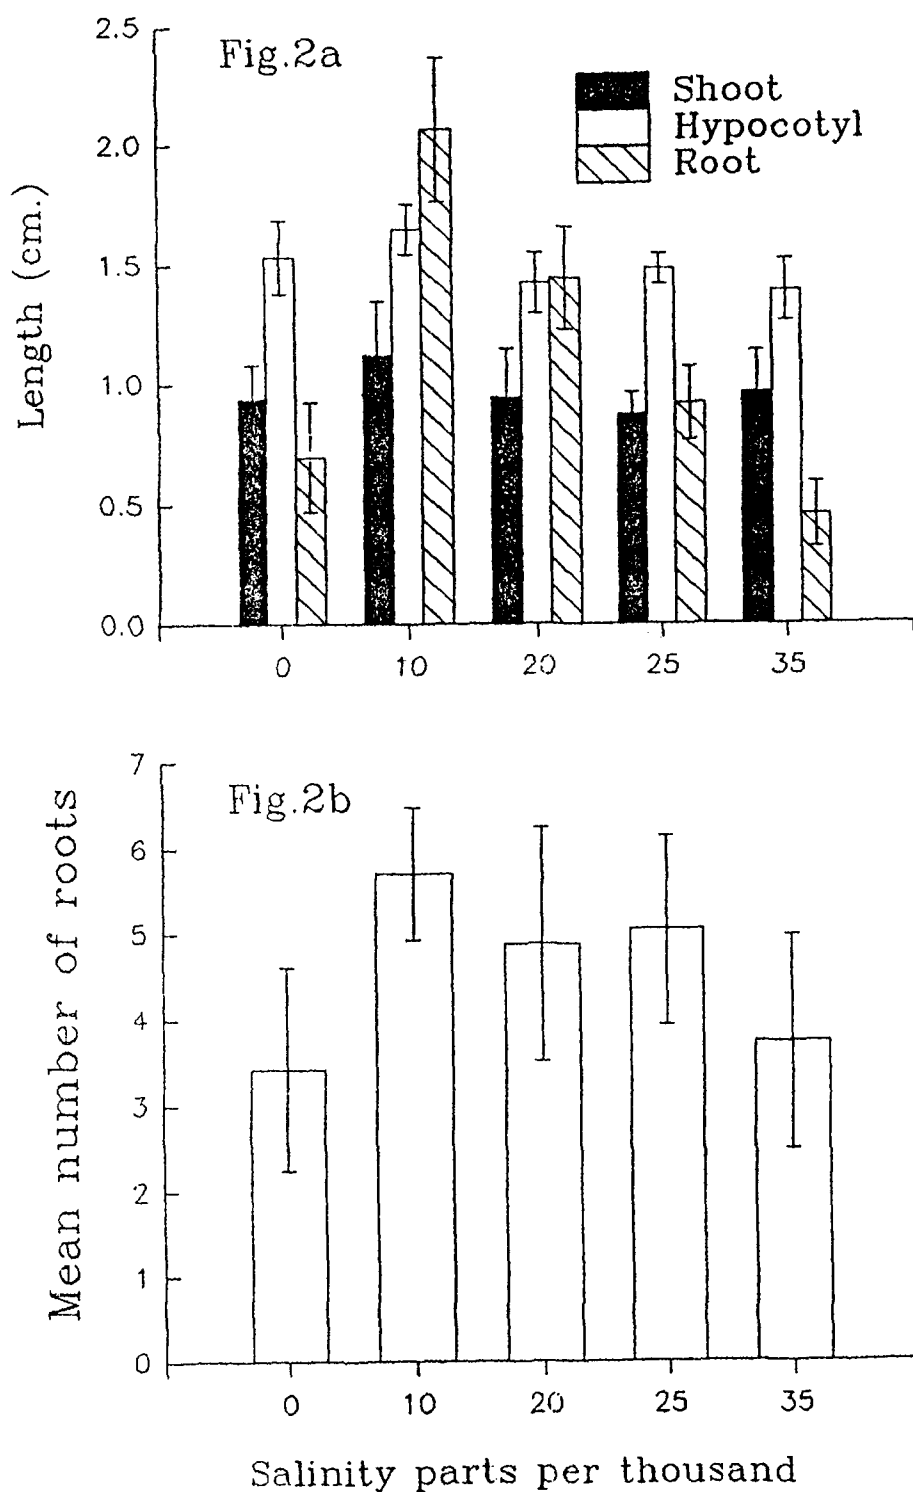 Fig.2a
Shoot
Hypocotyl
Root
Length (cm.)
2.5
2.0
1.5
1.0
0.5
0.0
0 10 20 25 35
Fig.2b
Mean number of roots
7
6
5
4
3
2
1
0
0 10 20 25 35
Salinity parts per thousand